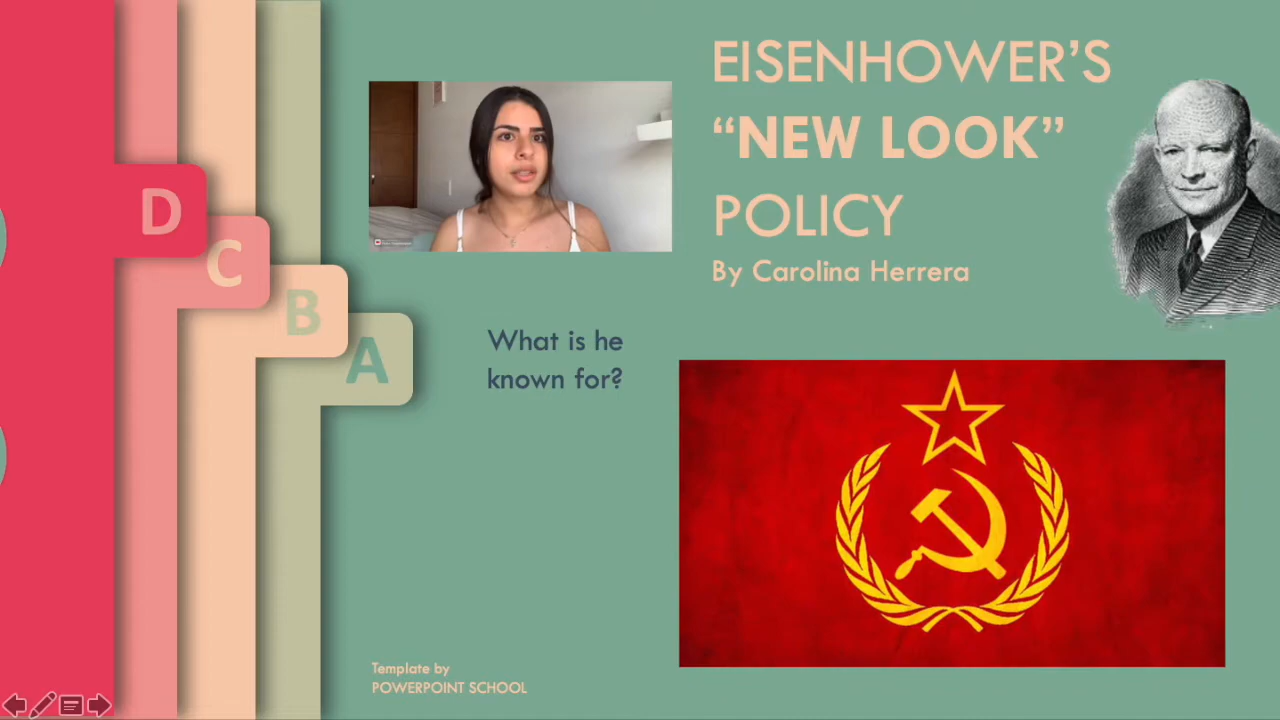 EISENHOWER'S
“NEW LOOK”
POLICY
By Carolina Herrera
D
C
B
A
What is he
known for?
Template by
POWERPOINT SCHOOL